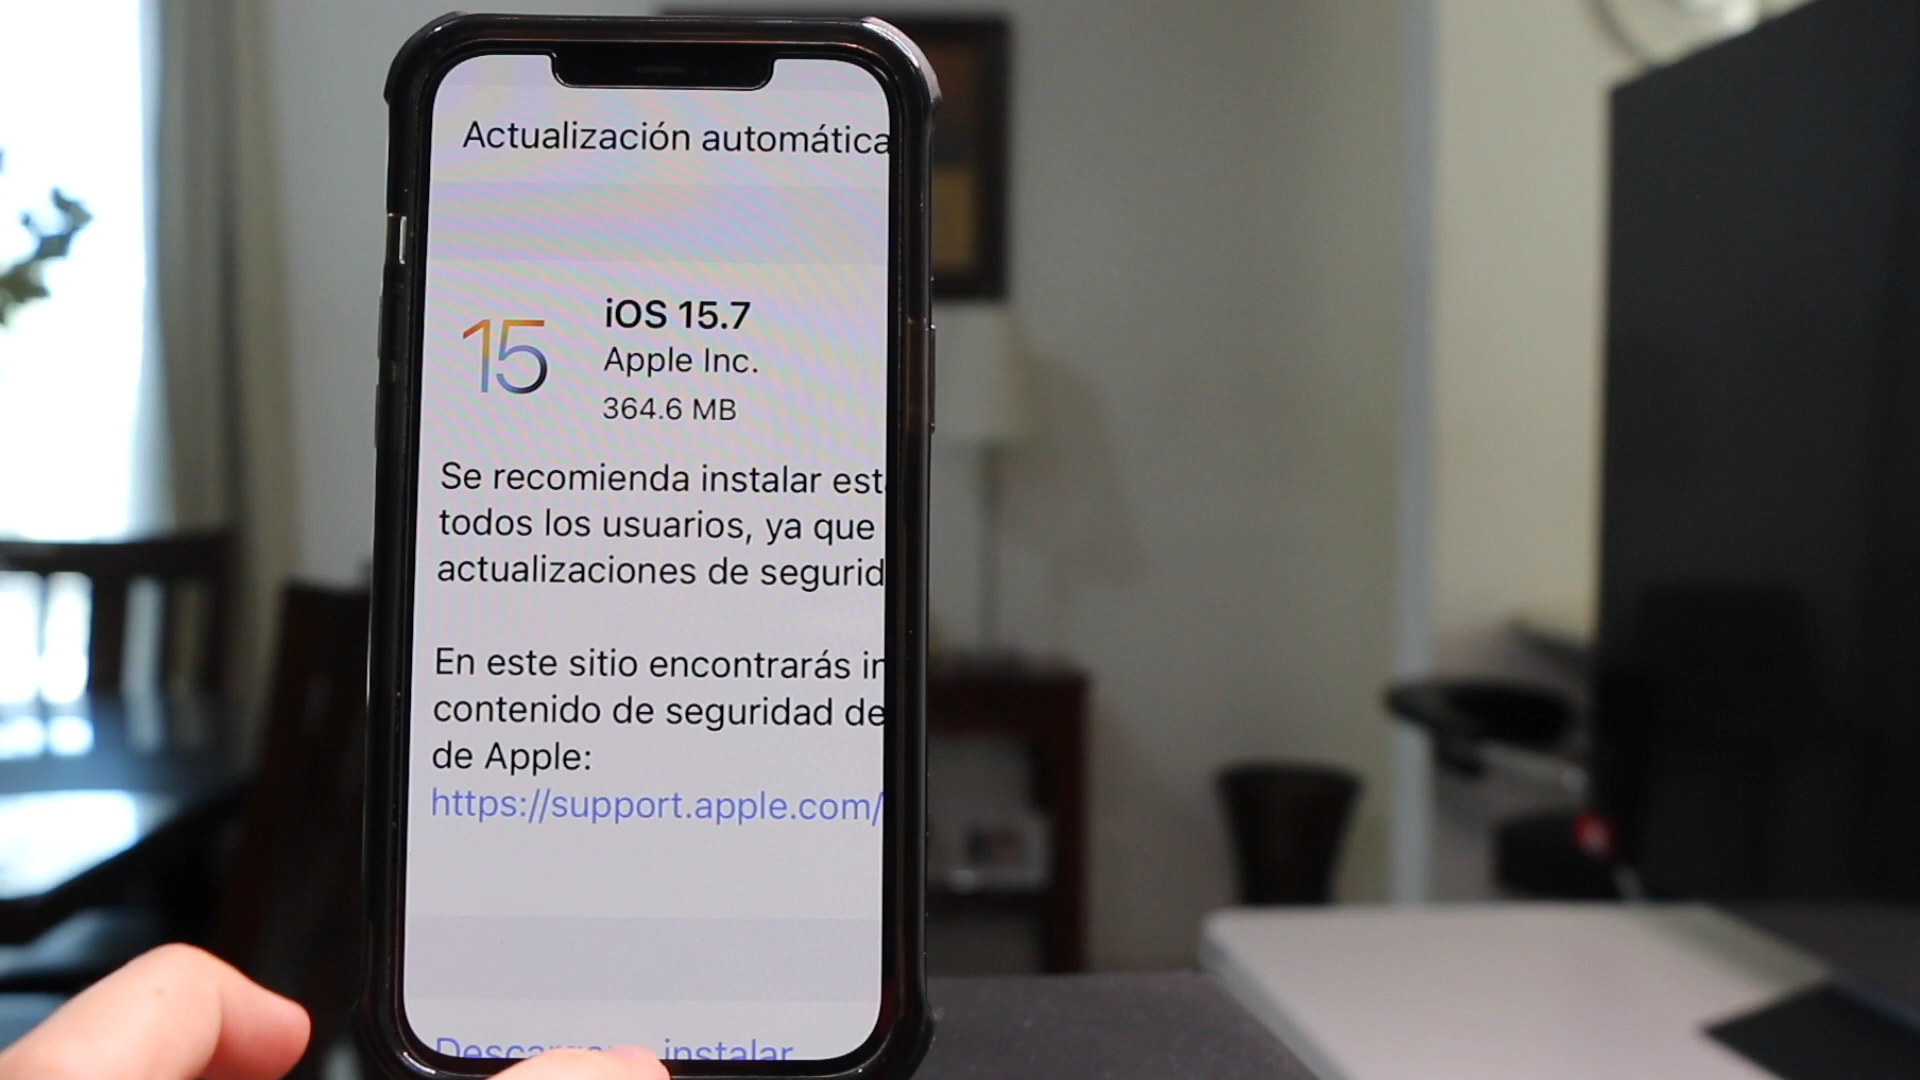 Actualización automática
15
iOS 15.7
Apple Inc.
364.6 MB
Se recomienda instalar est
todos los usuarios, ya que
actualizaciones de segurid
En este sitio encontrarás in
contenido de seguridad de
de Apple:
https://support.apple.com/
instalar